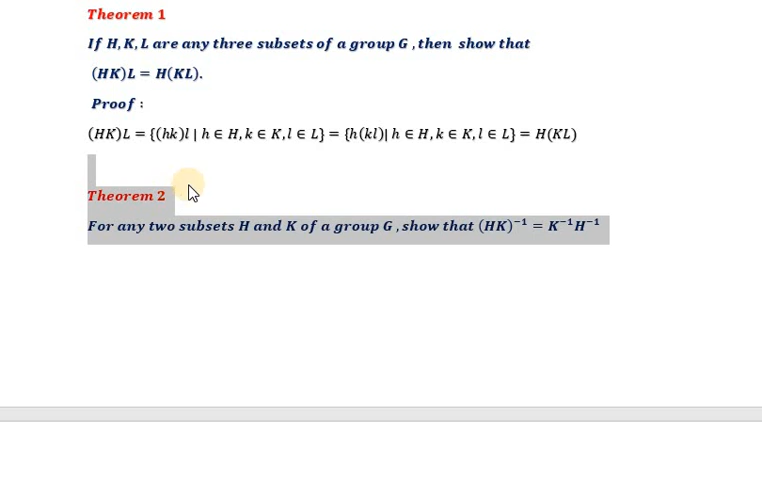 Theorem 1
If H, K, L are any three subsets of a group G , then show that
(HK)L = H(KL).
Proof :
(HK)L = {(hk)l | h ∈ H, k ∈ K, l ∈ L} = {h(kl)| h ∈ H, k ∈ K, l ∈ L} = H(KL)
Theorem 2
For any two subsets H and K of a group G , show that (HK)⁻¹ = K⁻¹H⁻¹